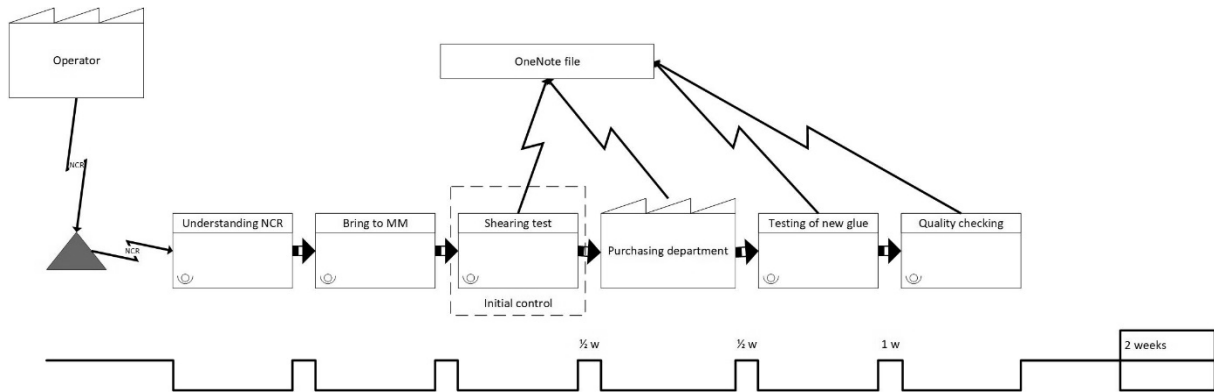 Operator
OneNote file
NCR
NCR
Understanding NCR
Bring to MM
Shearing test
Purchasing department
Testing of new glue
Quality checking
Initial control
½ w
½ w
1 w
2 weeks